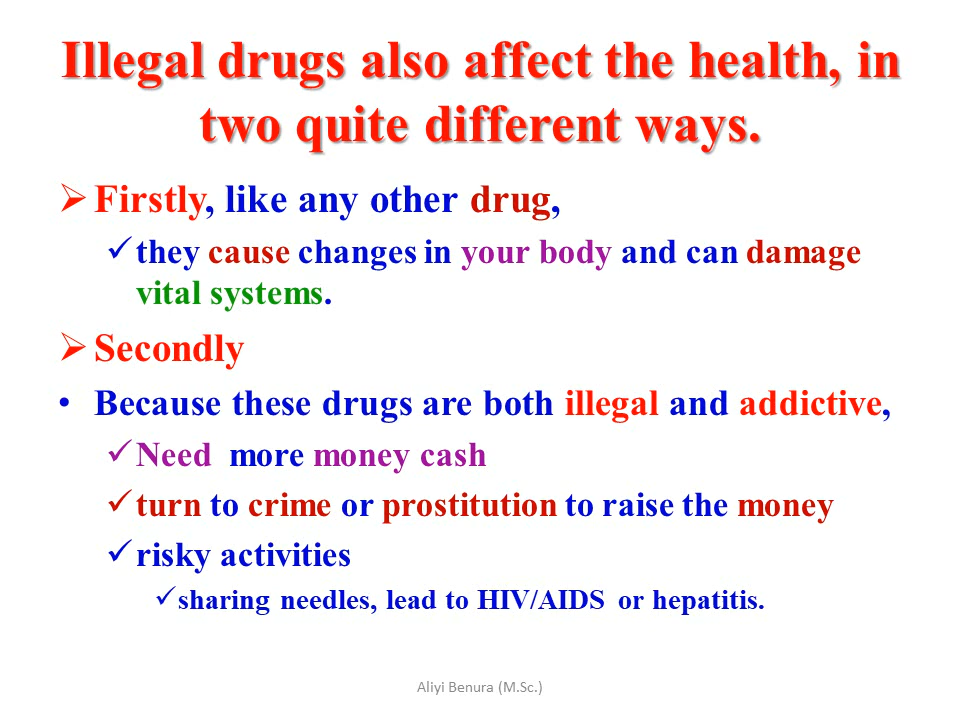 Illegal drugs also affect the health, in
two quite different ways.
Firstly, like any other drug,
they cause changes in your body and can damage
vital systems.
Secondly
Because these drugs are both illegal and addictive,
Need more money cash
turn to crime or prostitution to raise the money
risky activities
sharing needles, lead to HIV/AIDS or hepatitis.
Aliyi Benura (M.Sc.)